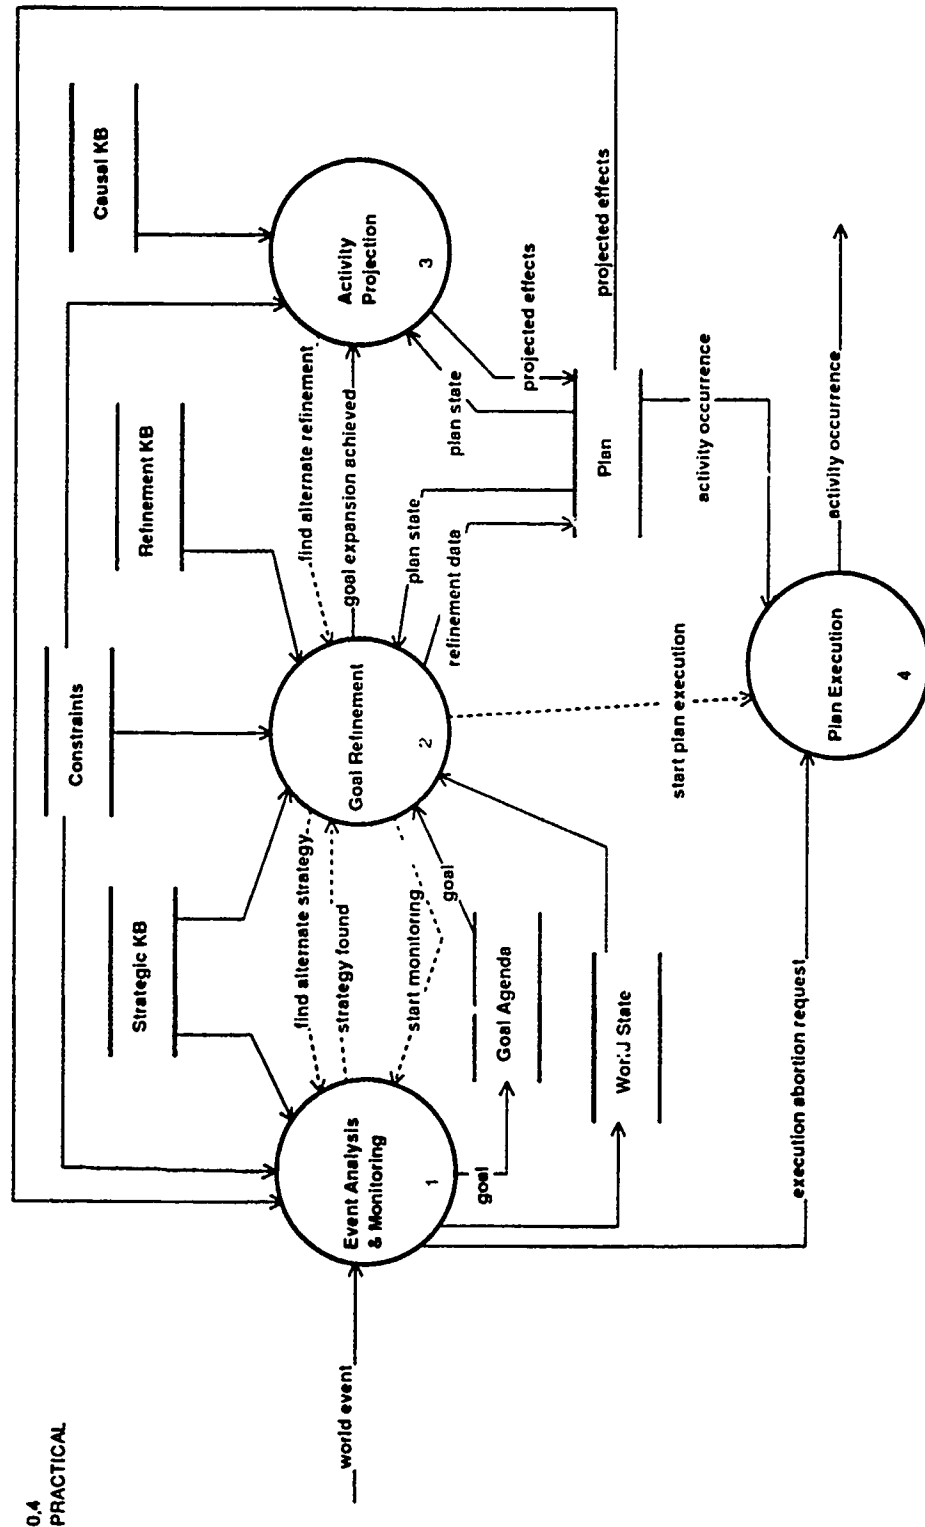 0,4
PRACTICAL
world event
Event Analysis
& Monitoring
1
Strategic KB
Constraints
Refinement KB
Causal KB
find alternate strategy
strategy found
start monitoring
goal
goal
Goal Agenda
World State
execution abortion request
Goal Refinement
2
find alternate refinement
goal expansion achieved
plan state
refinement data
start plan execution
Activity
Projection
3
plan state
projected effects
projected effects
Plan
activity occurrence
Plan Execution
4
activity occurrence